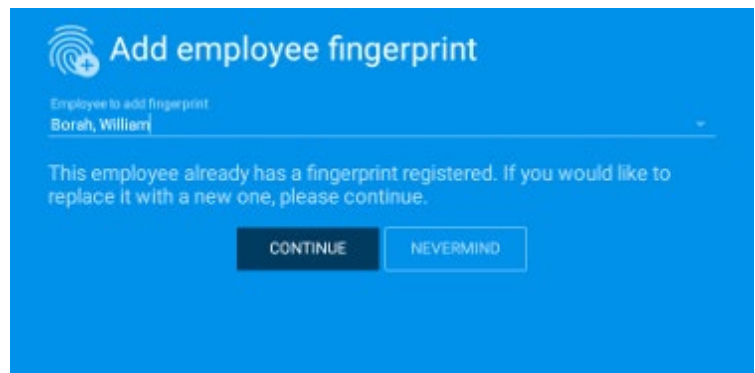 Add employee fingerprint
Employee to add fingerprint
Borah, William
This employee already has a fingerprint registered. If you would like to
replace it with a new one, please continue.
CONTINUE NEVERMIND